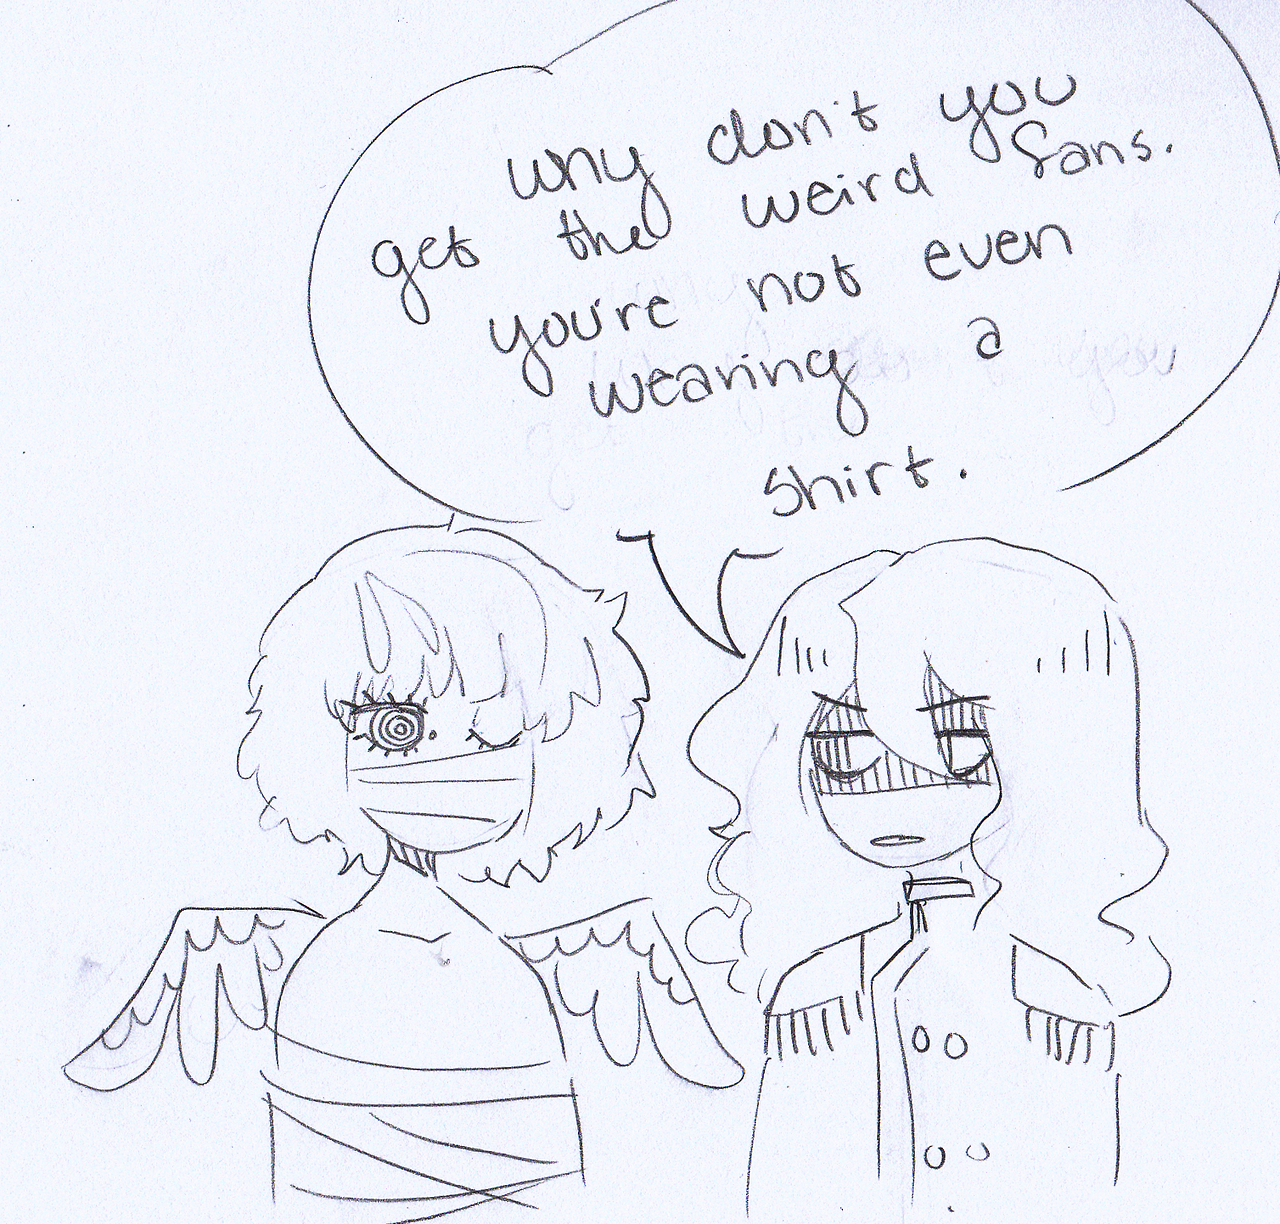 why don't you
get the weird fans.
you're not even
wearing a
shirt.